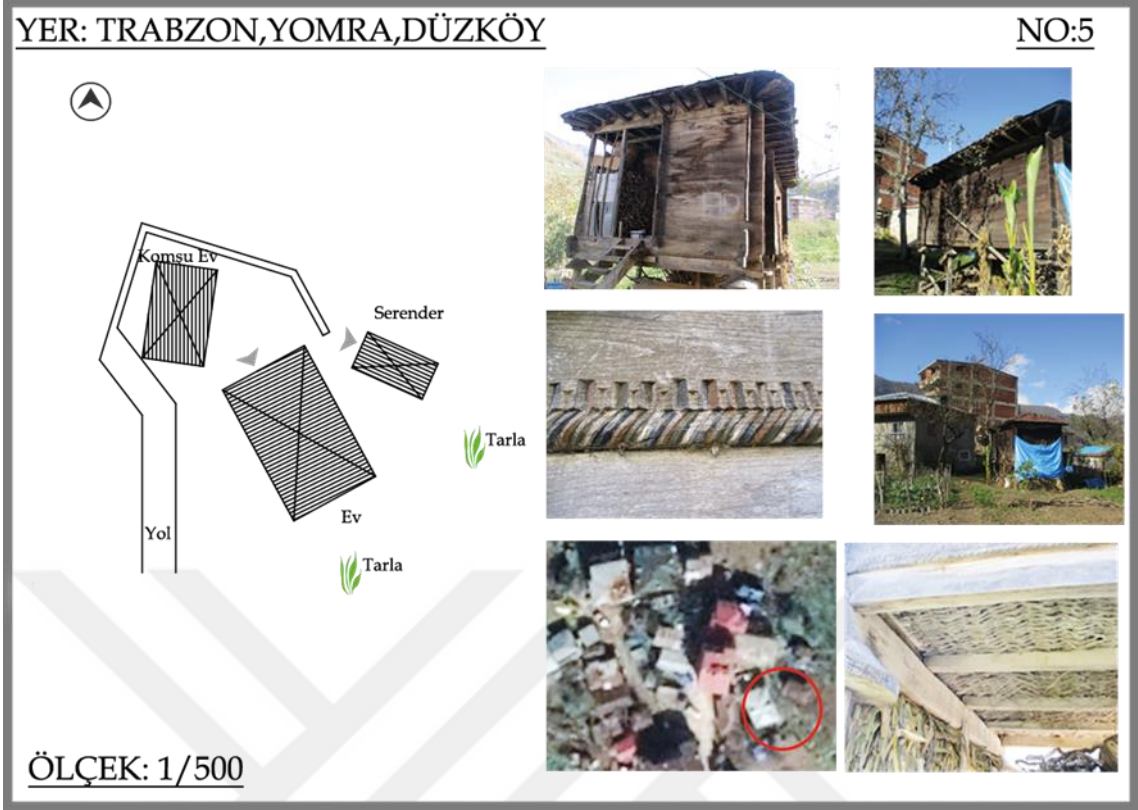 YER: TRABZON,YOMRA,DÜZKÖY
NO:5
Komsu Ev
Serender
Tarla
Ev
Yol
Tarla
ÖLÇEK: 1/500